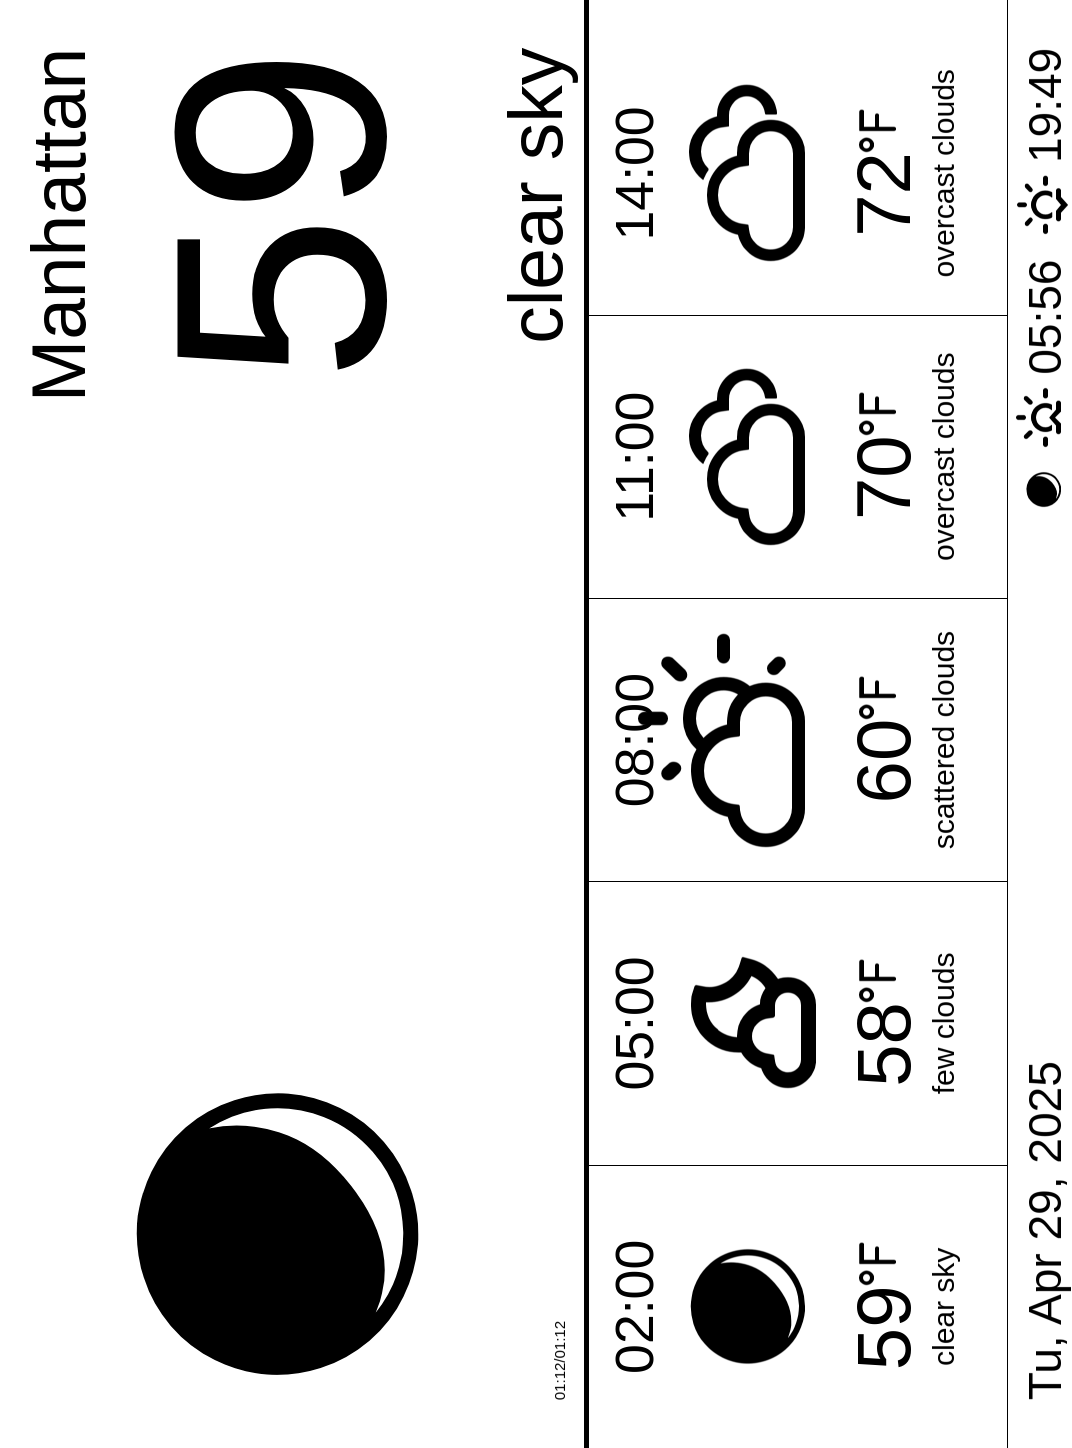 Manhattan
59
clear sky
01:12/01:12
02:00
59°F
clear sky
05:00
58°F
few clouds
08:00
60°F
scattered clouds
11:00
70°F
overcast clouds
14:00
72°F
overcast clouds
Tu, Apr 29, 2025
05:56
19:49